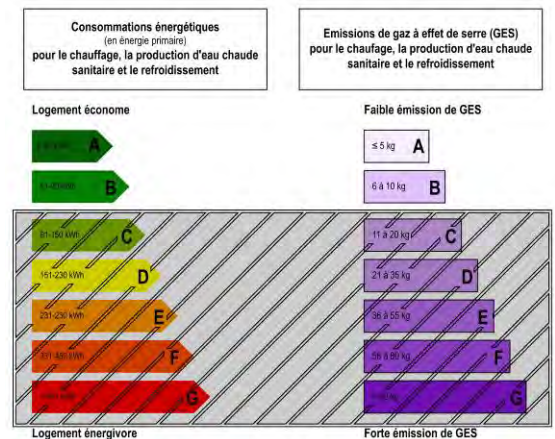 Consommations énergétiques
(en énergie primaire)
pour le chauffage, la production d'eau chaude
sanitaire et le refroidissement
Emissions de gaz à effet de serre (GES)
pour le chaufage, la production d'eau chaude
sanitaire et le refroidissement
Logement économe
Faible émission de GES
A
≤ 5 kg A
B
6 à 10 kg B
C
11 à 20 kg C
151-230 kWh D
21 à 35 kg D
231-230 kWh E
36 à 55 kg E
F
56 à 80 kg F
G
G
Logement énergivore
Forte émission de GES